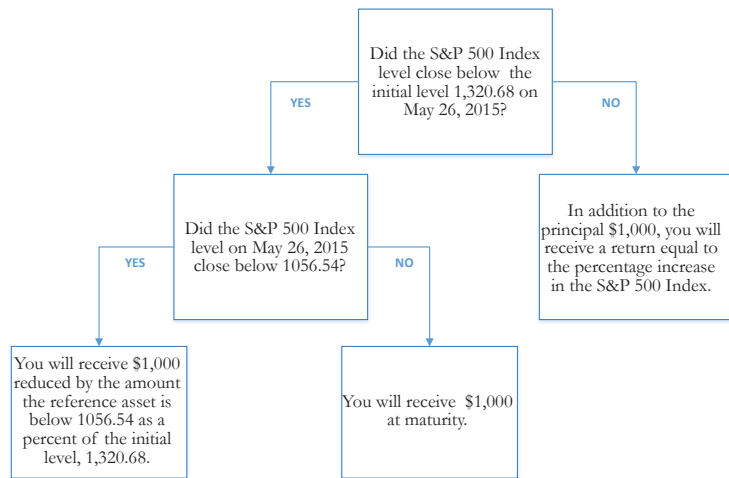 Did the S&P 500 Index
level close below the
initial level 1,320.68 on
May 26, 2015?
YES
NO
Did the S&P 500 Index
level on May 26, 2015
close below 1056.54?
In addition to the
principal $1,000, you will
receive a return equal to
the percentage increase
in the S&P 500 Index.
YES
NO
You will receive $1,000
reduced by the amount
the reference asset is
below 1056.54 as a
percent of the initial
level, 1,320.68.
You will receive $1,000
at maturity.